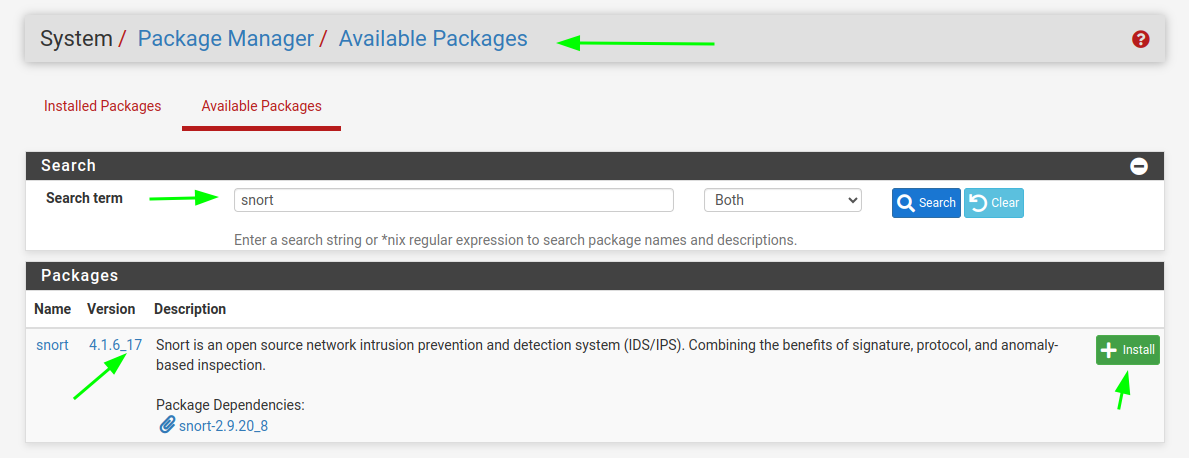 System / Package Manager / Available Packages
Installed Packages Available Packages
Search
Search term snort Both Search Clear
Enter a search string or *nix regular expression to search package names and descriptions.
Packages
Name Version Description
snort 4.1.6_17 Snort is an open source network intrusion prevention and detection system (IDS/IPS). Combining the benefits of signature, protocol, and anomaly- Install
based inspection.
Package Dependencies:
snort-2.9.20_8